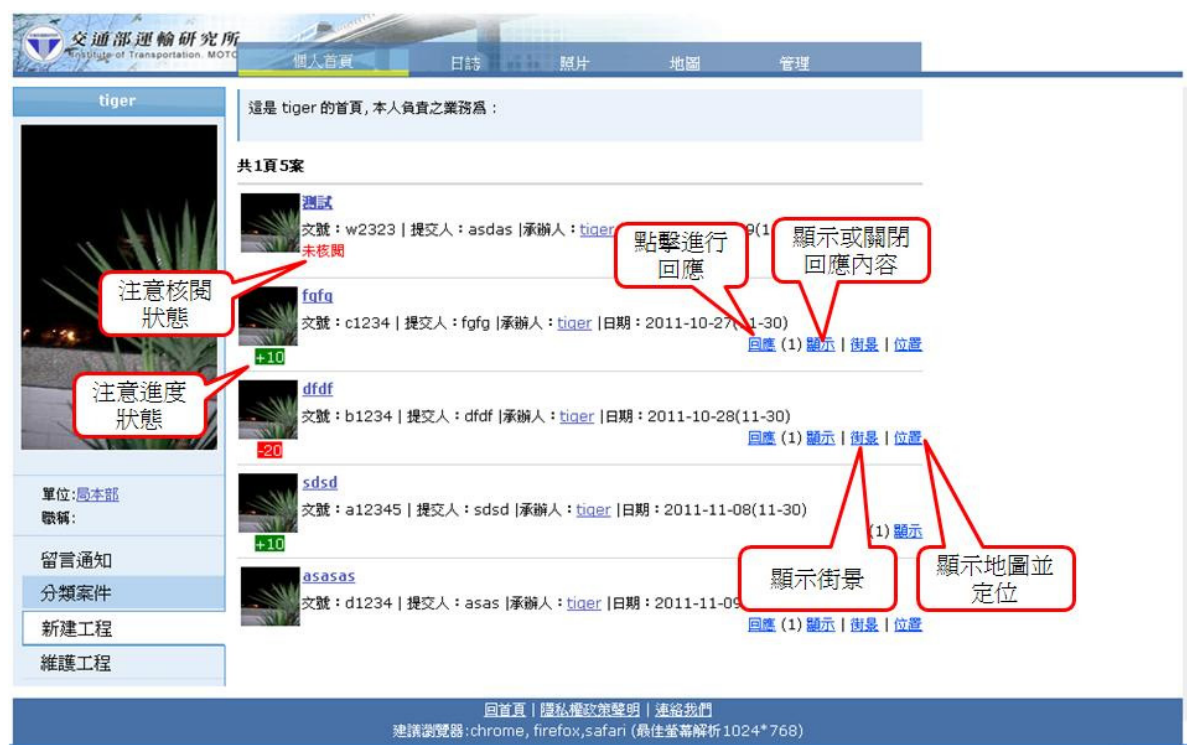 交通部運輸研究所
Institute of Transportation. MOTC
個人首頁 日誌 照片 地圖 管理
tiger
這是 tiger 的首頁, 本人負責之業務為:
共1頁5案
測試
文號:w2323 | 提交人:asdas |承辦人:tiger
未核閱
點擊進行
回應
顯示或關閉
回應內容
注意核閱
狀態
fgfg
文號:c1234 | 提交人:fgfg |承辦人:tiger |日期:2011-10-27(11-30)
回應 (1) 顯示 | 街景 | 位置
+10
注意進度
狀態
dfdf
文號:b1234 | 提交人:dfdf |承辦人:tiger |日期:2011-10-28(11-30)
回應 (1) 顯示 | 街景 | 位置
-20
sdsd
文號:a12345 | 提交人:sdsd |承辦人:tiger |日期:2011-11-08(11-30)
(1) 顯示
+10
asasas
文號:d1234 | 提交人:asas |承辦人:tiger |日期:2011-11-09
回應 (1) 顯示 | 街景 | 位置
顯示街景
顯示地圖並
定位
單位:局本部
職稱:
留言通知
分類案件
新建工程
維護工程
回首頁 | 隱私權政策聲明 | 連絡我們
建議瀏覽器:chrome, firefox,safari (最佳螢幕解析1024*768)